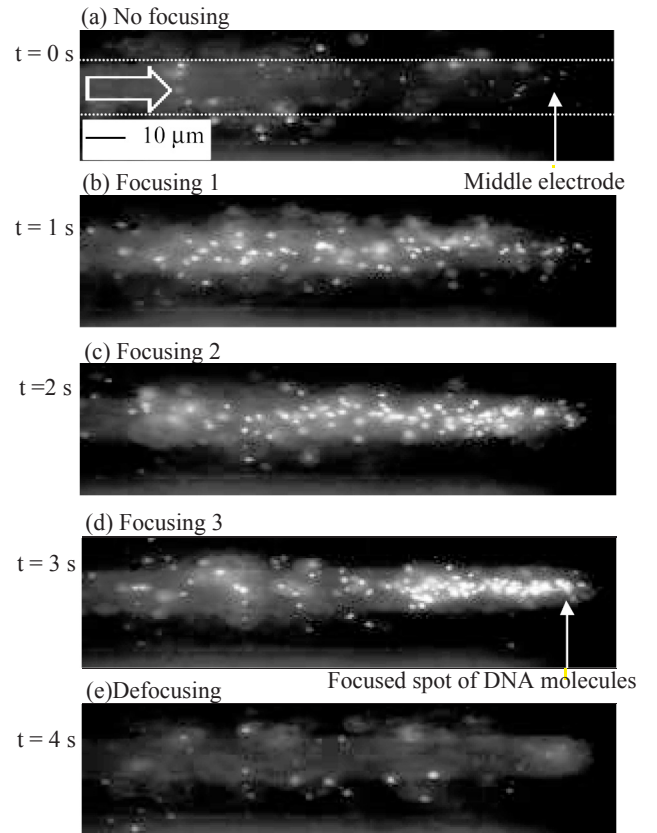 (a) No focusing
t = 0 s
10 μm
Middle electrode
(b) Focusing 1
t = 1 s
(c) Focusing 2
t =2 s
(d) Focusing 3
t = 3 s
Focused spot of DNA molecules
(e)Defocusing
t = 4 s